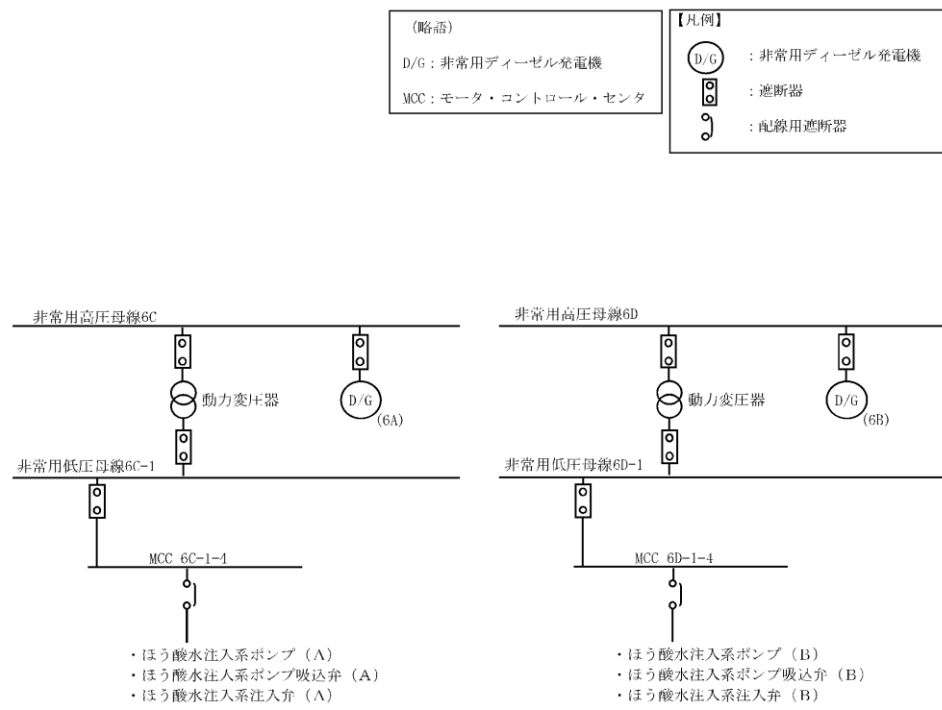 (略語)
D/G:非常用ディーゼル発電機
MCC:モータ・コントロール・センタ
【凡例】
D/G :非常用ディーゼル発電機
:遮断器
:配線用遮断器
非常用高圧母線6C
動力変圧器
D/G
(6A)
非常用低圧母線6C-1
MCC 6C-1-4
・ほう酸水注入系ポンプ(A)
・ほう酸水注入系ポンプ吸込弁(A)
・ほう酸水注入系注入弁(A)
非常用高圧母線6D
動力変圧器
D/G
(6B)
非常用低圧母線6D-1
MCC 6D-1-4
・ほう酸水注入系ポンプ(B)
・ほう酸水注入系ポンプ吸込弁(B)
・ほう酸水注入系注入弁(B)